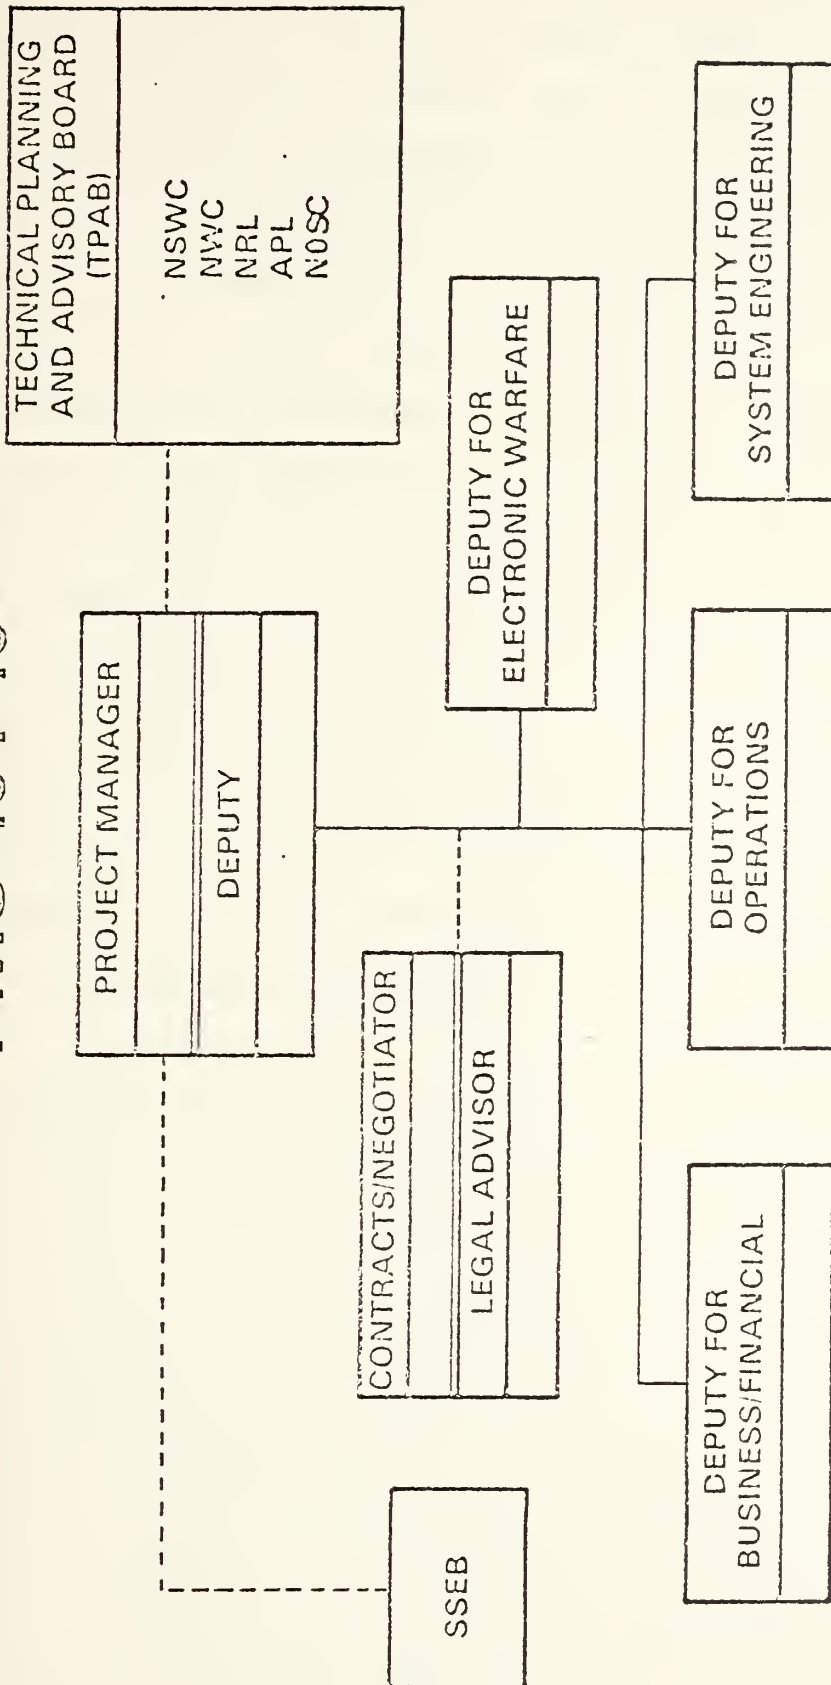 PROJECT MANAGER
DEPUTY
TECHNICAL PLANNING
AND ADVISORY BOARD
(TPAB)
NSWC
NWC
NRL
APL
NOSC
CONTRACTS/NEGOTIATOR
LEGAL ADVISOR
DEPUTY FOR
ELECTRONIC WARFARE
SSEB
DEPUTY FOR
BUSINESS/FINANCIAL
DEPUTY FOR
OPERATIONS
DEPUTY FOR
SYSTEM ENGINEERING